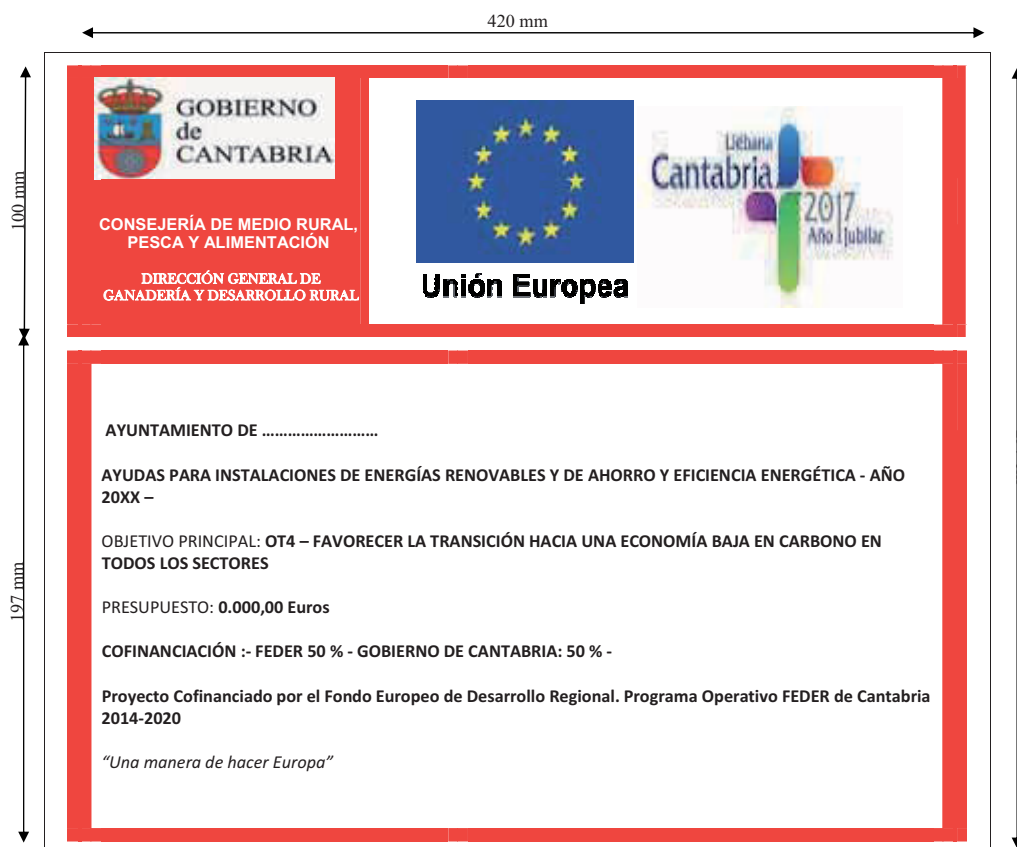 420 mm
100 mm
GOBIERNO
de
CANTABRIA
CONSEJERÍA DE MEDIO RURAL,
PESCA Y ALIMENTACIÓN
DIRECCIÓN GENERAL DE
GANADERÍA Y DESARROLLO RURAL
Unión Europea
Liébana
Cantabria
2017
Año Jubilar
197 mm
AYUNTAMIENTO DE ………………………
AYUDAS PARA INSTALACIONES DE ENERGÍAS RENOVABLES Y DE AHORRO Y EFICIENCIA ENERGÉTICA - AÑO
20XX –
OBJETIVO PRINCIPAL: OT4 – FAVORECER LA TRANSICIÓN HACIA UNA ECONOMÍA BAJA EN CARBONO EN
TODOS LOS SECTORES
PRESUPUESTO: 0.000,00 Euros
COFINANCIACIÓN :- FEDER 50 % - GOBIERNO DE CANTABRIA: 50 % -
Proyecto Cofinanciado por el Fondo Europeo de Desarrollo Regional. Programa Operativo FEDER de Cantabria
2014-2020
“Una manera de hacer Europa”